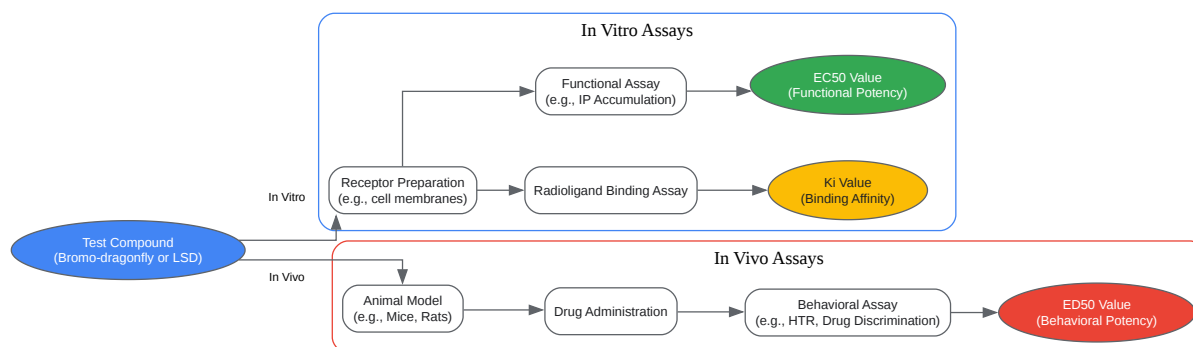 In Vitro Assays
Functional Assay
(e.g., IP Accumulation)
EC50 Value
(Functional Potency)
In Vitro
Receptor Preparation
(e.g., cell membranes)
Radioligand Binding Assay
Ki Value
(Binding Affinity)
Test Compound
(Bromo-dragonfly or LSD)
In Vivo
In Vivo Assays
Animal Model
(e.g., Mice, Rats)
Drug Administration
Behavioral Assay
(e.g., HTR, Drug Discrimination)
ED50 Value
(Behavioral Potency)